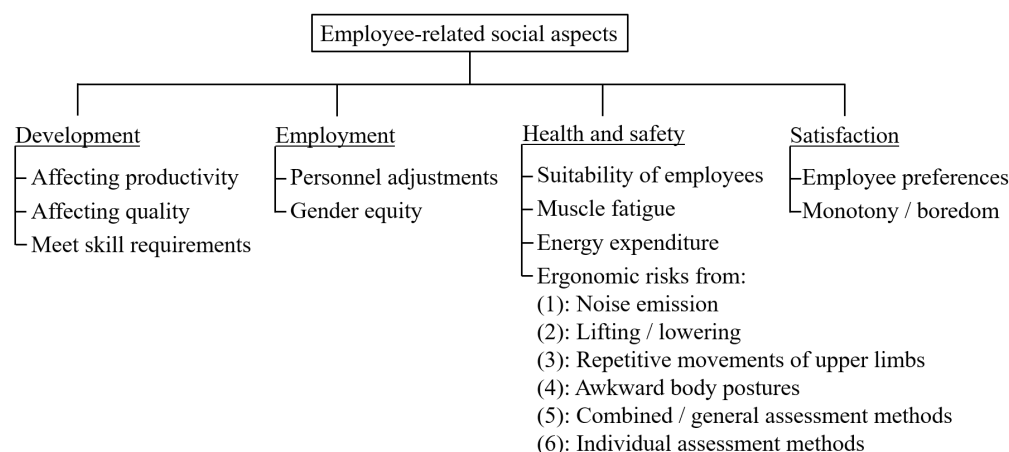 Employee-related social aspects
Development
Affecting productivity
Affecting quality
Meet skill requirements
Employment
Personnel adjustments
Gender equity
Health and safety
Suitability of employees
Muscle fatigue
Energy expenditure
Ergonomic risks from:
(1): Noise emission
(2): Lifting / lowering
(3): Repetitive movements of upper limbs
(4): Awkward body postures
(5): Combined / general assessment methods
(6): Individual assessment methods
Satisfaction
Employee preferences
Monotony / boredom